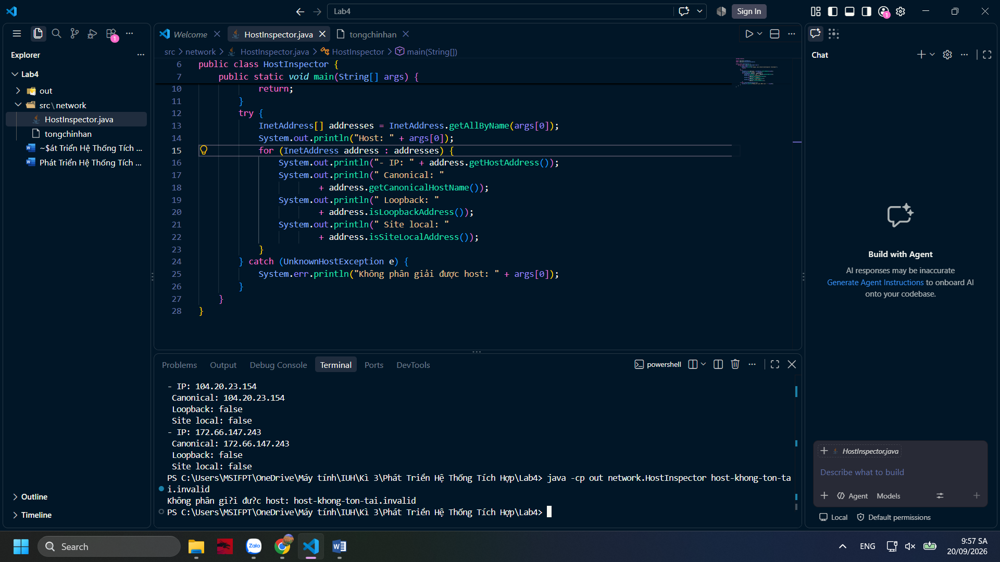 Lab4
Sign In
1
1
Explorer
Lab4
out
src\network
HostInspector.java
tongchinhan
~$át Triển Hệ Thống Tích ...
Phát Triển Hệ Thống Tích ...
Outline
Timeline
Welcome
HostInspector.java
tongchinhan
src > network > HostInspector.java > HostInspector > main(String[])
6 public class HostInspector {
7 public static void main(String[] args) {
10 return;
11 }
12 try {
13 InetAddress[] addresses = InetAddress.getAllByName(args[0]);
14 System.out.println("Host: " + args[0]);
15 for (InetAddress address : addresses) {
16 System.out.println("- IP: " + address.getHostAddress());
17 System.out.println(" Canonical: "
18 + address.getCanonicalHostName());
19 System.out.println(" Loopback: "
20 + address.isLoopbackAddress());
21 System.out.println(" Site local: "
22 + address.isSiteLocalAddress());
23 }
24 } catch (UnknownHostException e) {
25 System.err.println("Không phân giải được host: " + args[0]);
26 }
27 }
28 }
Problems Output Debug Console Terminal Ports DevTools
powershell
- IP: 104.20.23.154
Canonical: 104.20.23.154
Loopback: false
Site local: false
- IP: 172.66.147.243
Canonical: 172.66.147.243
Loopback: false
Site local: false
PS C:\Users\MSIFPT\OneDrive\Máy tính\IUH\Kì 3\Phát Triển Hệ Thống Tích Hợp\Lab4> java -cp out network.HostInspector host-khong-ton-ta
i.invalid
Không phân gi?i đư?c host: host-khong-ton-tai.invalid
PS C:\Users\MSIFPT\OneDrive\Máy tính\IUH\Kì 3\Phát Triển Hệ Thống Tích Hợp\Lab4>
Chat
Build with Agent
AI responses may be inaccurate
Generate Agent Instructions to onboard AI
onto your codebase.
HostInspector.java
Describe what to build
Agent Models
Local Default permissions
Search
Zalo
ENG
9:57 SA
20/09/2026